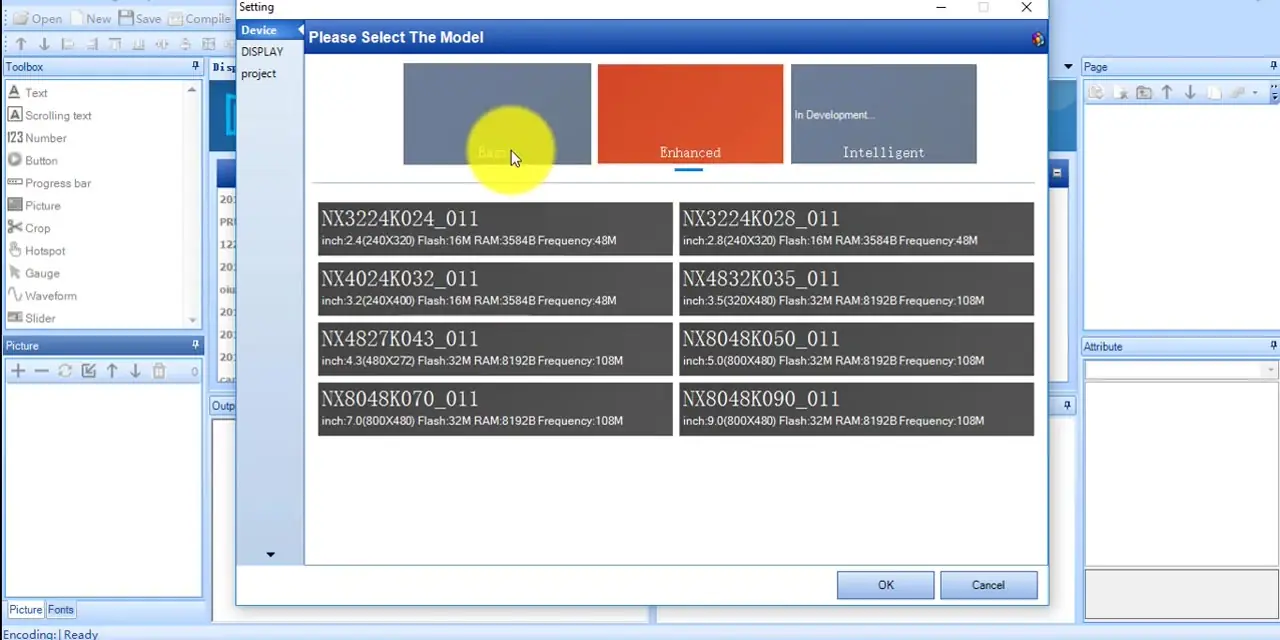 Setting
Open New Save Compile
Device
Please Select The Model
DISPLAY
Toolbox
Page
project
Text
Scrolling text
In Development...
Number
Enhanced
Intelligent
Button
Progress bar
Picture
NX3224K024_011
inch:2.4(240X320) Flash:16M RAM:3584B Frequency:48M
NX3224K028_011
inch:2.8(240X320) Flash:16M RAM:3584B Frequency:48M
Crop
Hotspot
Gauge
NX4024K032_011
inch:3.2(240X400) Flash:16M RAM:3584B Frequency:48M
NX4832K035_011
inch:3.5(320X480) Flash:32M RAM:8192B Frequency:108M
Waveform
Slider
NX4827K043_011
inch:4.3(480X272) Flash:32M RAM:8192B Frequency:108M
NX8048K050_011
inch:5.0(800X480) Flash:32M RAM:8192B Frequency:108M
Picture
Attribute
0
NX8048K070_011
inch:7.0(800X480) Flash:32M RAM:8192B Frequency:108M
NX8048K090_011
inch:9.0(800X480) Flash:32M RAM:8192B Frequency:108M
OK
Cancel
Picture Fonts
Encoding:| Ready